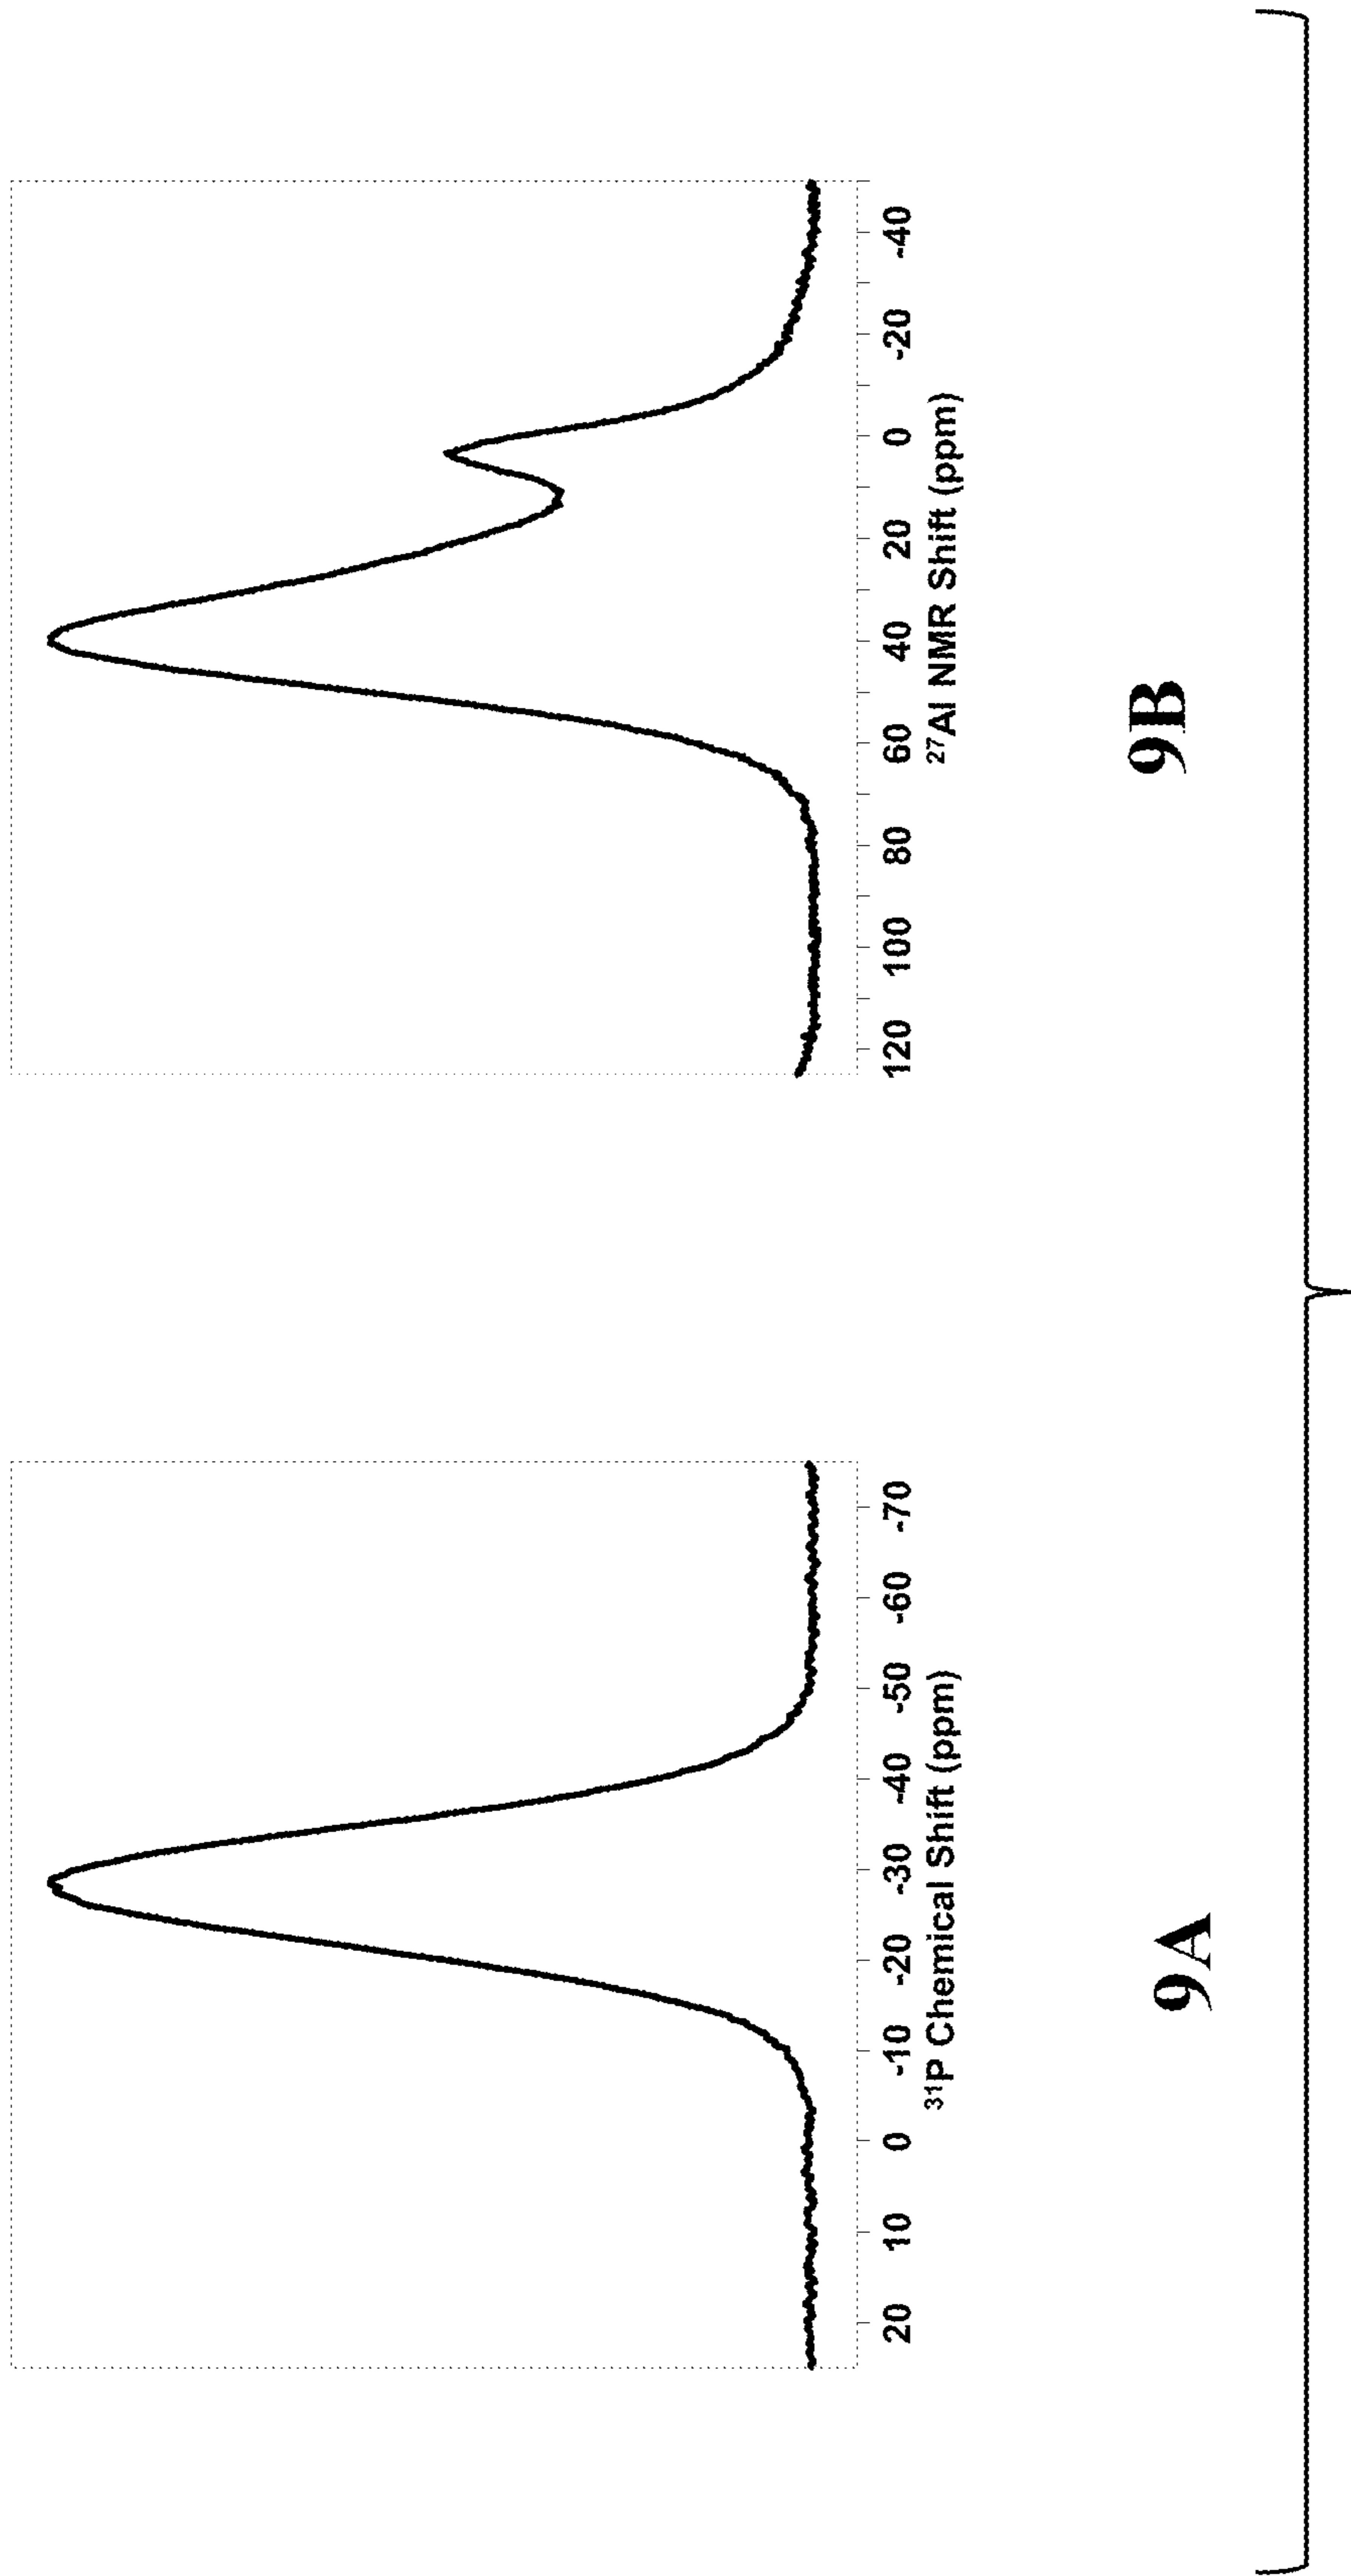 20 10 0 -10 -20 -30 -40 -50 -60 -70
³¹P Chemical Shift (ppm)
9A
120 100 80 60 40 20 0 -20 -40
²⁷Al NMR Shift (ppm)
9B